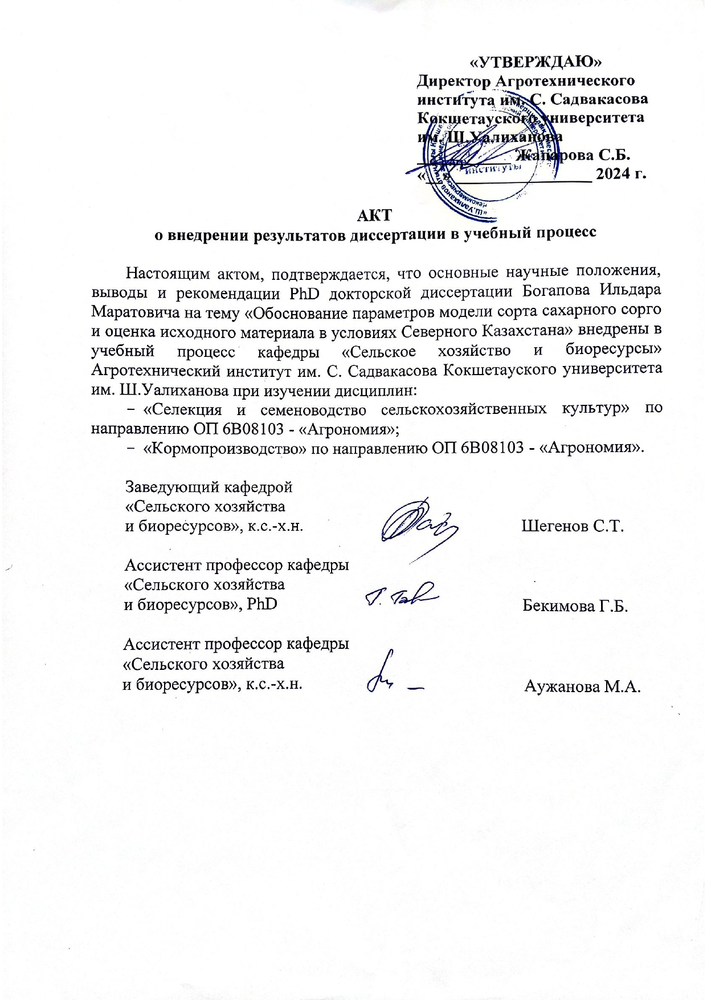 «УТВЕРЖДАЮ»
Директор Агротехнического
института им. С. Садвакасова
Кокшетауского университета
им. Ш.Уалиханова
___________ Жапарова С.Б.
«__» ________________ 2024 г.
ИНСТИТУТЫ
АКТ
о внедрении результатов диссертации в учебный процесс
Настоящим актом, подтверждается, что основные научные положения,
выводы и рекомендации PhD докторской диссертации Богапова Ильдара
Маратовича на тему «Обоснование параметров модели сорта сахарного сорго
и оценка исходного материала в условиях Северного Казахстана» внедрены в
учебный процесс кафедры «Сельское хозяйство и биоресурсы»
Агротехнический институт им. С. Садвакасова Кокшетауского университета
им. Ш.Уалиханова при изучении дисциплин:
− «Селекция и семеноводство сельскохозяйственных культур» по
направлению ОП 6В08103 - «Агрономия»;
− «Кормопроизводство» по направлению ОП 6В08103 - «Агрономия».
Заведующий кафедрой
«Сельского хозяйства
и биоресурсов», к.с.-х.н. Шегенов С.Т.
Ассистент профессор кафедры
«Сельского хозяйства
и биоресурсов», PhD Бекимова Г.Б.
Ассистент профессор кафедры
«Сельского хозяйства
и биоресурсов», к.с.-х.н. Аужанова М.А.